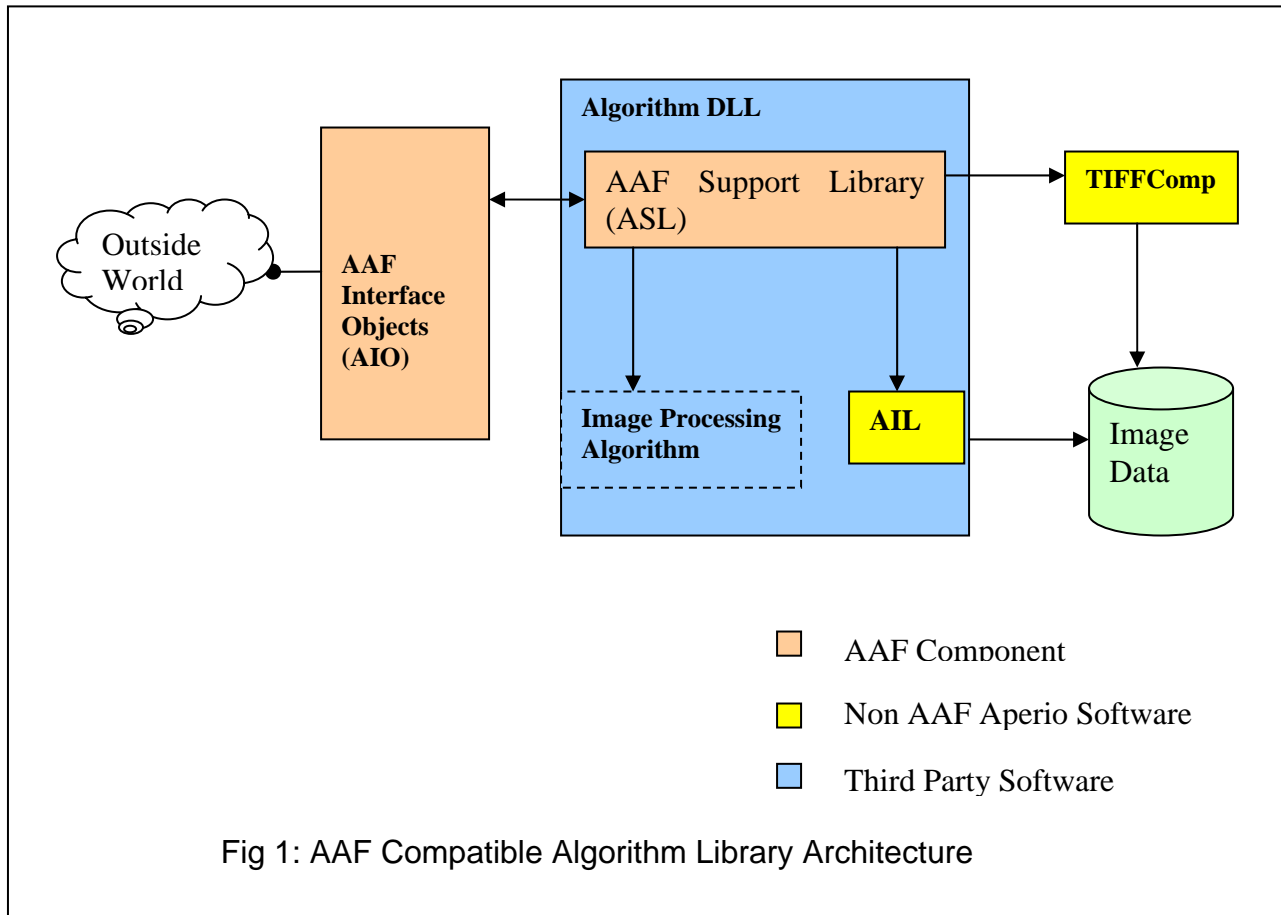 Algorithm DLL
AAF Support Library
(ASL)
TIFFComp
Outside
World
AAF
Interface
Objects
(AIO)
Image Processing
Algorithm
AIL
Image
Data
AAF Component
Non AAF Aperio Software
Third Party Software
Fig 1: AAF Compatible Algorithm Library Architecture